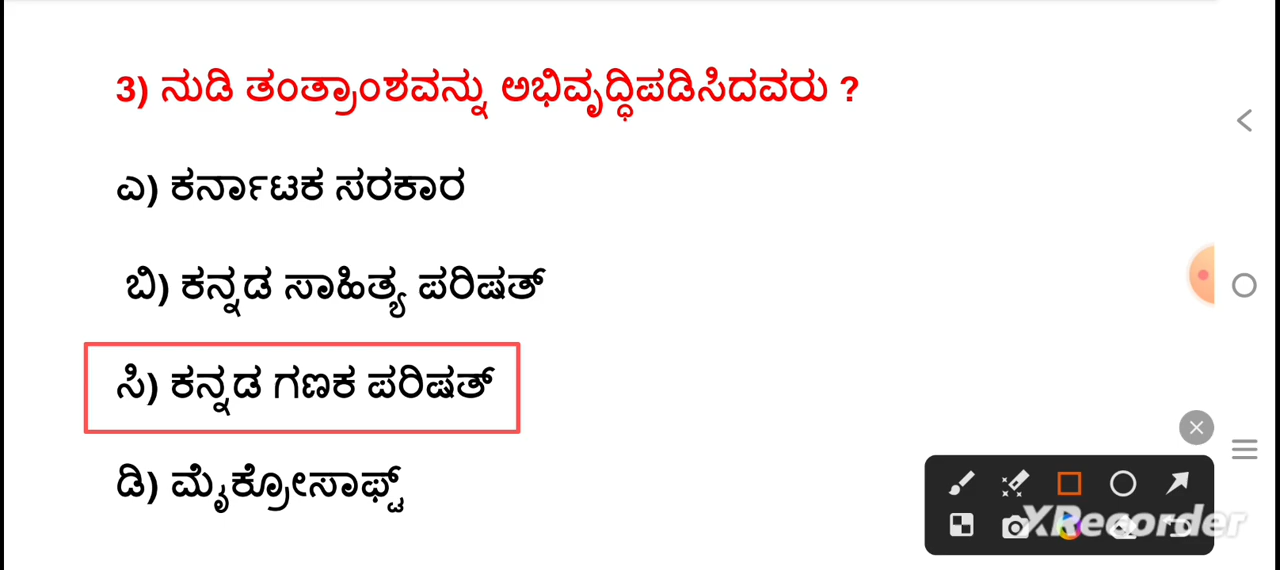 3) ನುಡಿ ತಂತ್ರಾಂಶವನ್ನು ಅಭಿವೃದ್ಧಿಪಡಿಸಿದವರು ?
ಎ) ಕರ್ನಾಟಕ ಸರಕಾರ
ಬಿ) ಕನ್ನಡ ಸಾಹಿತ್ಯ ಪರಿಷತ್
ಸಿ) ಕನ್ನಡ ಗಣಕ ಪರಿಷತ್
ಡಿ) ಮೈಕ್ರೋಸಾಫ್ಟ್
XRecorder